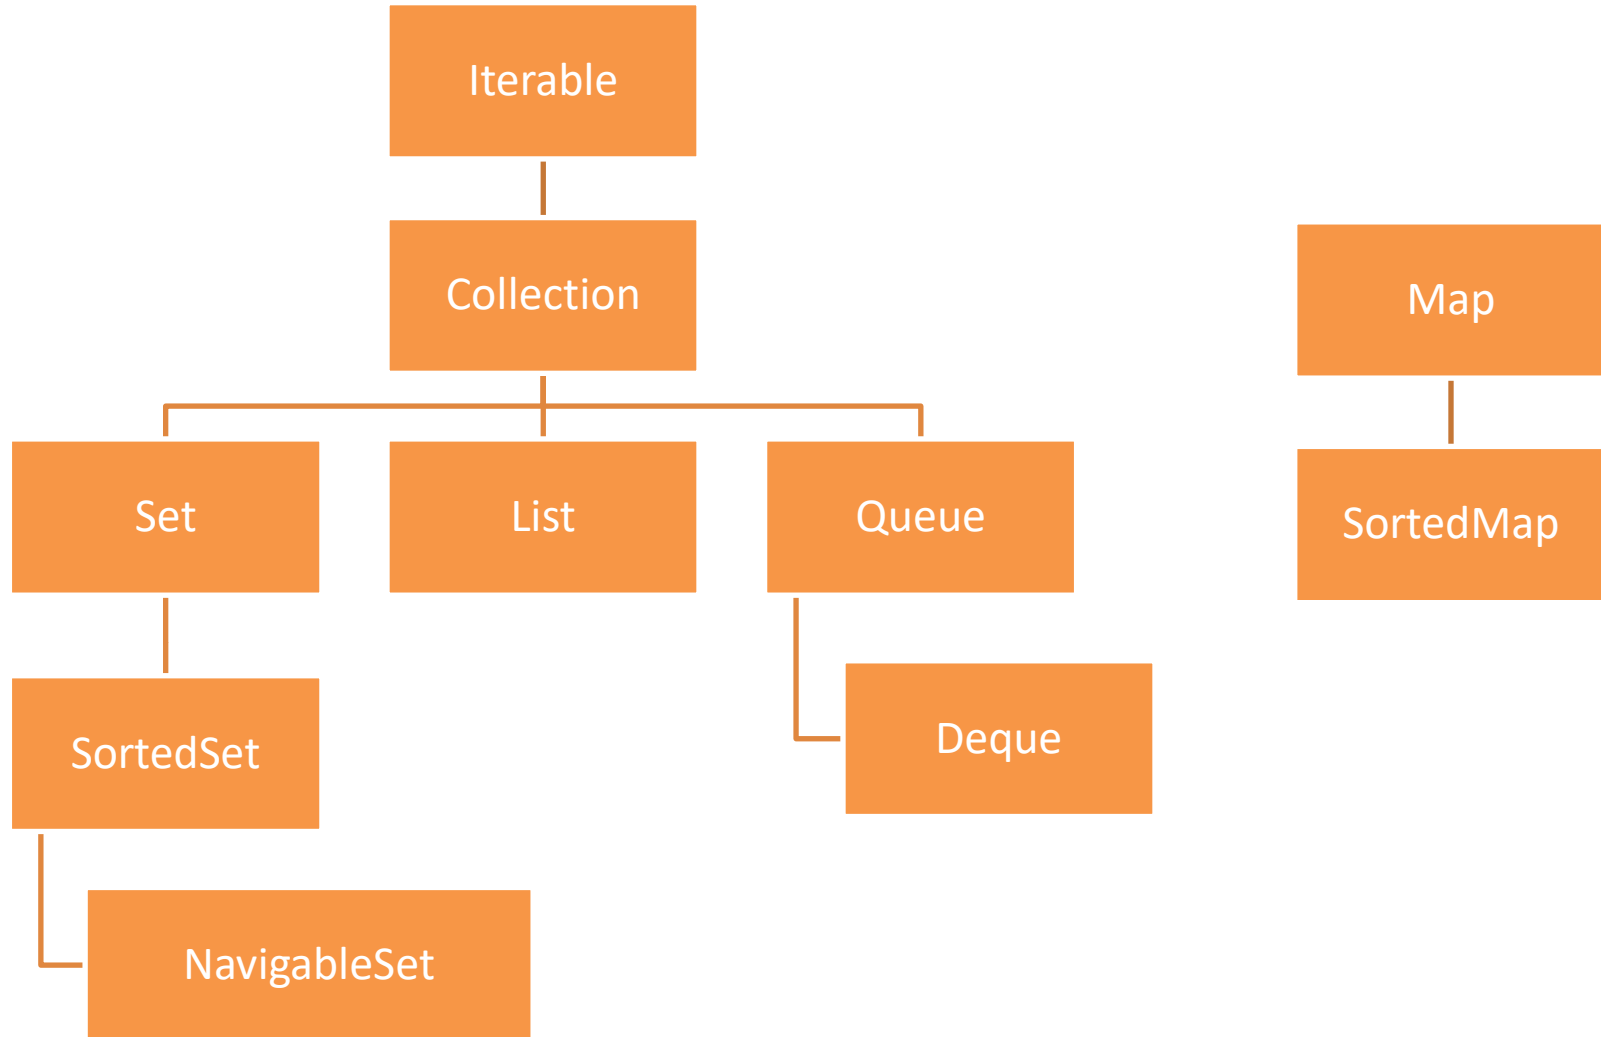 Iterable
Collection
Map
Set
List
Queue
SortedMap
SortedSet
Deque
NavigableSet